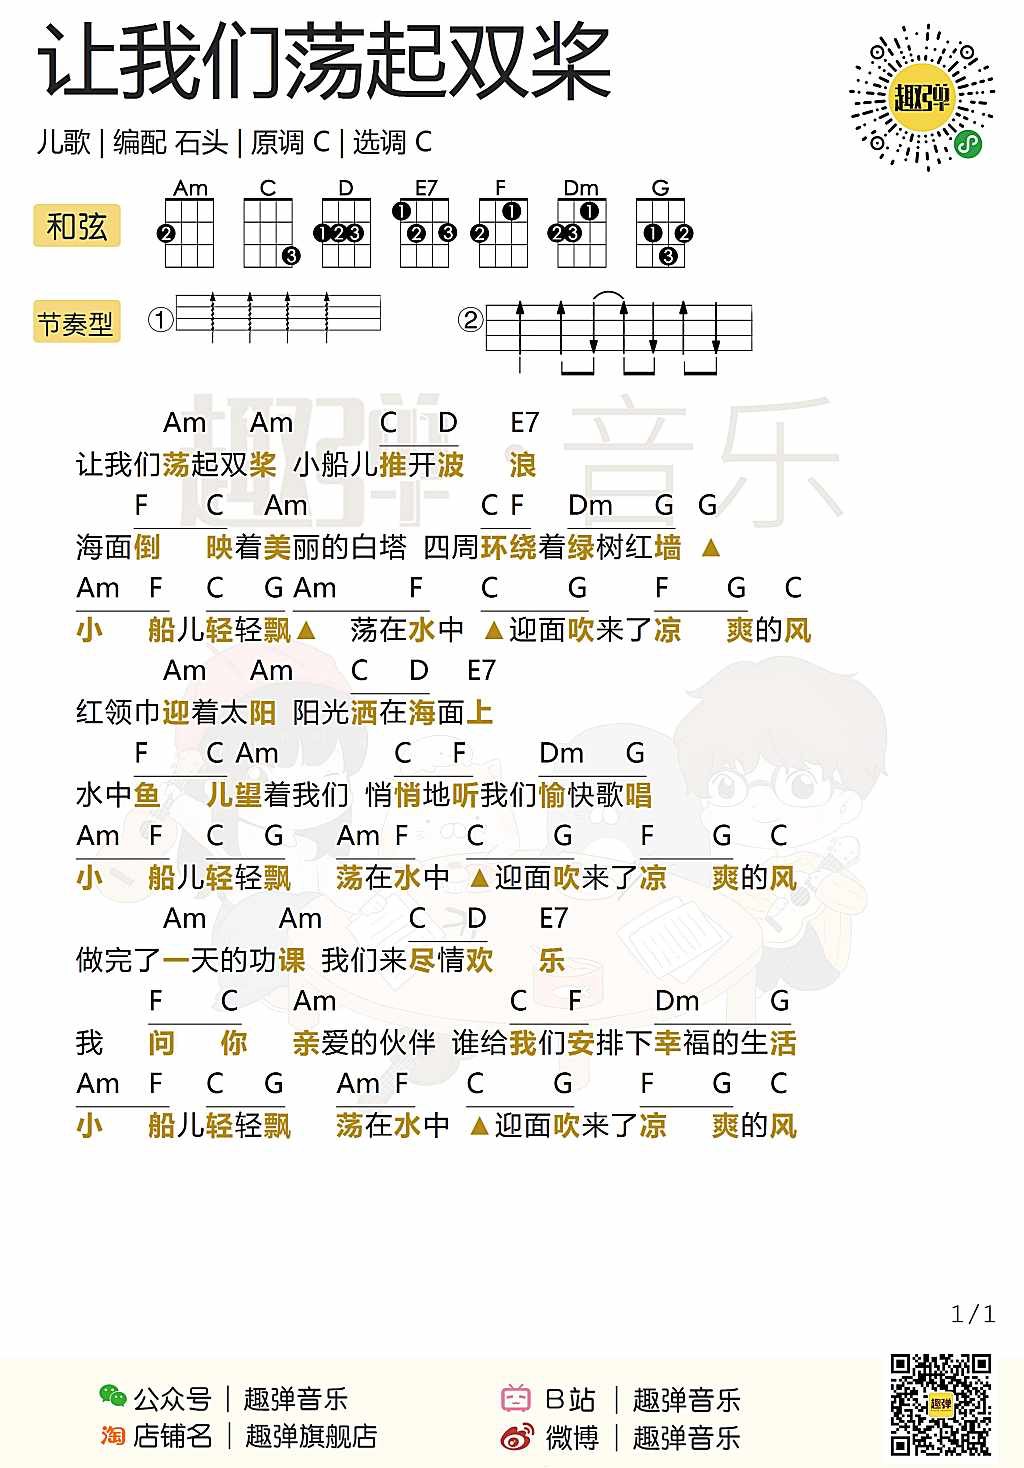 让我们荡起双桨
趣弹
儿歌 | 编配 石头 | 原调 C | 选调 C
Am C D E7 F Dm G
和弦
2 3 1 2 3 1 2 3 2 1 2 3 1 1 2 3
节奏型 ① ②
趣弹·音乐
Am Am C D E7
让我们荡起双桨 小船儿推开波 浪
F C Am C F Dm G G
海面倒 映着美丽的白塔 四周环绕着绿树红墙 ▲
Am F C G Am F C G F G C
小 船儿轻轻飘▲ 荡在水中 ▲迎面吹来了凉 爽的风
Am Am C D E7
红领巾迎着太阳 阳光洒在海面上
F C Am C F Dm G
水中鱼 儿望着我们 悄悄地听我们愉快歌唱
Am F C G Am F C G F G C
小 船儿轻轻飘 荡在水中 ▲迎面吹来了凉 爽的风
Am Am C D E7
做完了一天的功课 我们来尽情欢 乐
F C Am C F Dm G
我 问 你 亲爱的伙伴 谁给我们安排下幸福的生活
Am F C G Am F C G F G C
小 船儿轻轻飘 荡在水中 ▲迎面吹来了凉 爽的风
1/1
公众号 | 趣弹音乐 B站 | 趣弹音乐
淘 店铺名 | 趣弹旗舰店 微博 | 趣弹音乐
趣弹